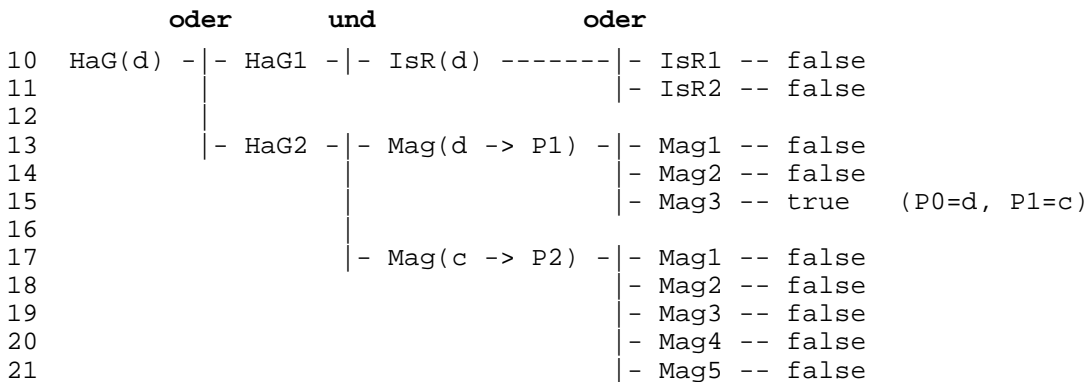 oder      und               oder
10  HaG(d) -|- HaG1 -|- IsR(d) -------|- IsR1 -- false
11          |                         |- IsR2 -- false
12          |
13          |- HaG2 -|- Mag(d -> P1) -|- Mag1 -- false
14                   |                |- Mag2 -- false
15                   |                |- Mag3 -- true   (P0=d, P1=c)
16                   |
17                   |- Mag(c -> P2) -|- Mag1 -- false
18                                    |- Mag2 -- false
19                                    |- Mag3 -- false
20                                    |- Mag4 -- false
21                                    |- Mag5 -- false